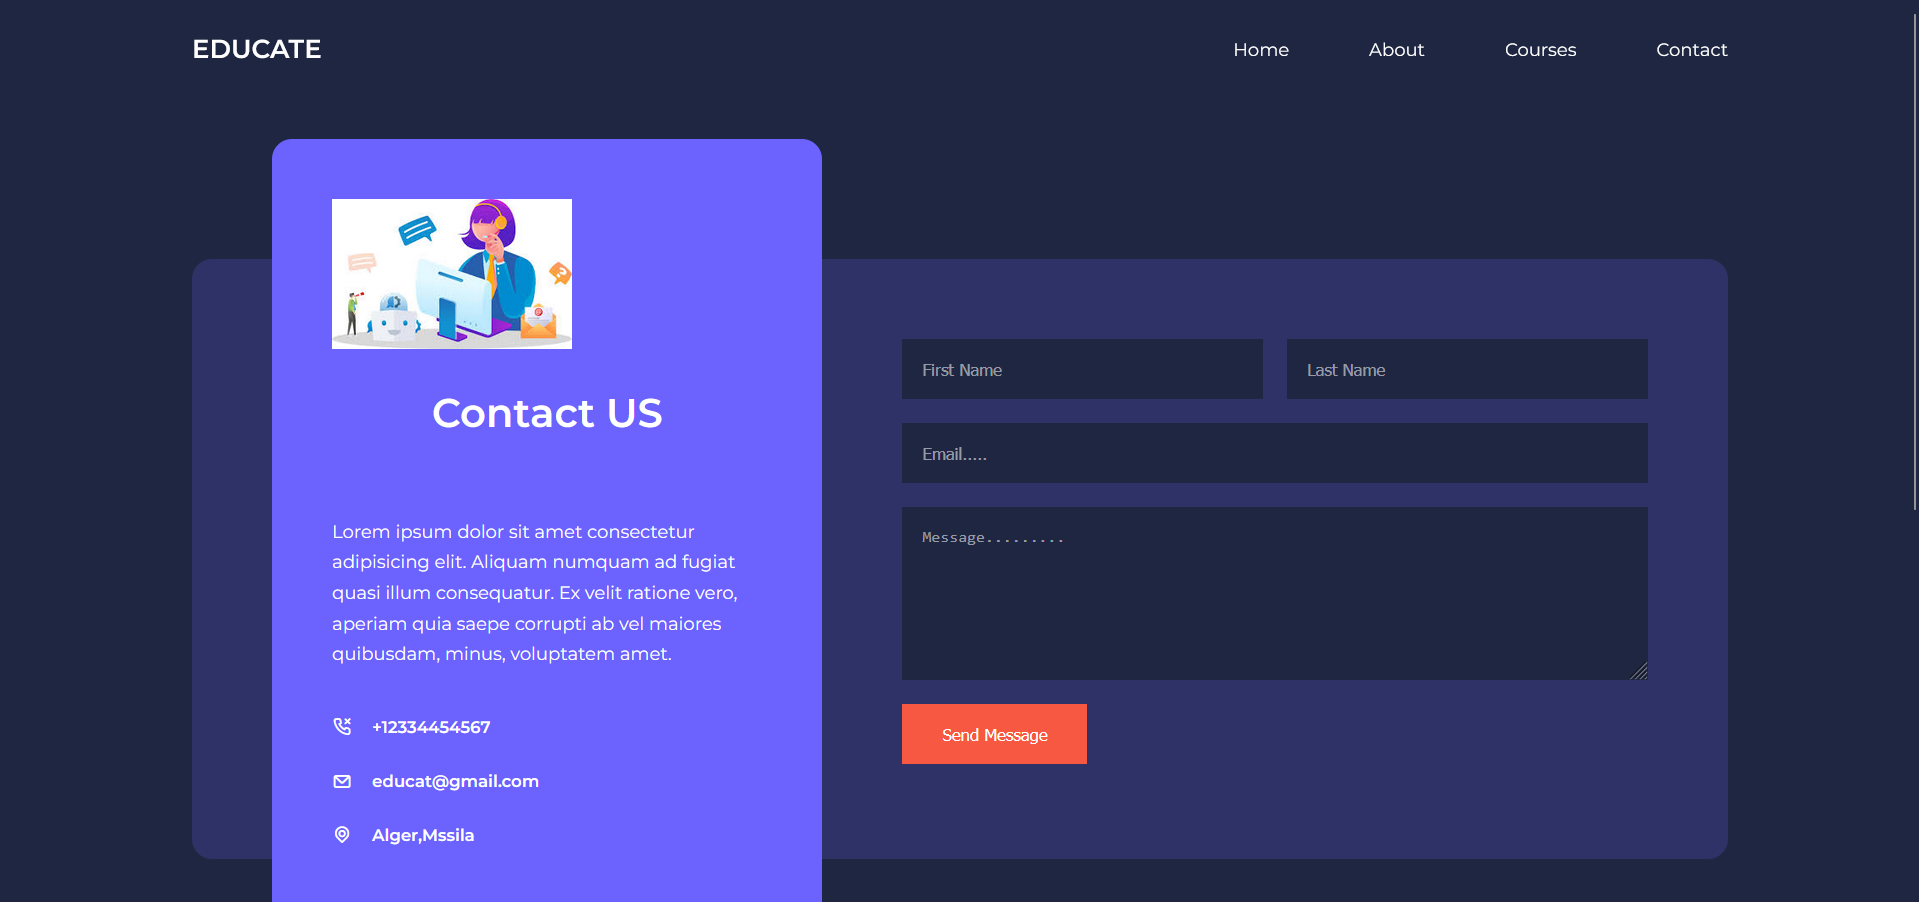 EDUCATE
Home About Courses Contact
Contact US
Lorem ipsum dolor sit amet consectetur
adipisicing elit. Aliquam numquam ad fugiat
quasi illum consequatur. Ex velit ratione vero,
aperiam quia saepe corrupti ab vel maiores
quibusdam, minus, voluptatem amet.
+12334454567
educat@gmail.com
Alger,Mssila
First Name
Last Name
Email.....
Message.........
Send Message